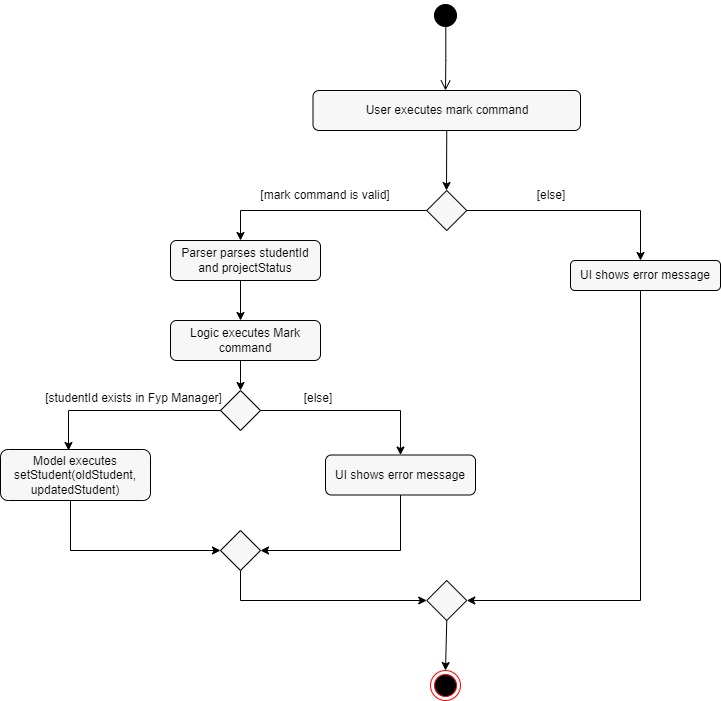 User executes mark command
[mark command is valid]
[else]
Parser parses studentId
and projectStatus
UI shows error message
Logic executes Mark
command
[studentId exists in Fyp Manager]
[else]
Model executes
setStudent(oldStudent,
updatedStudent)
UI shows error message